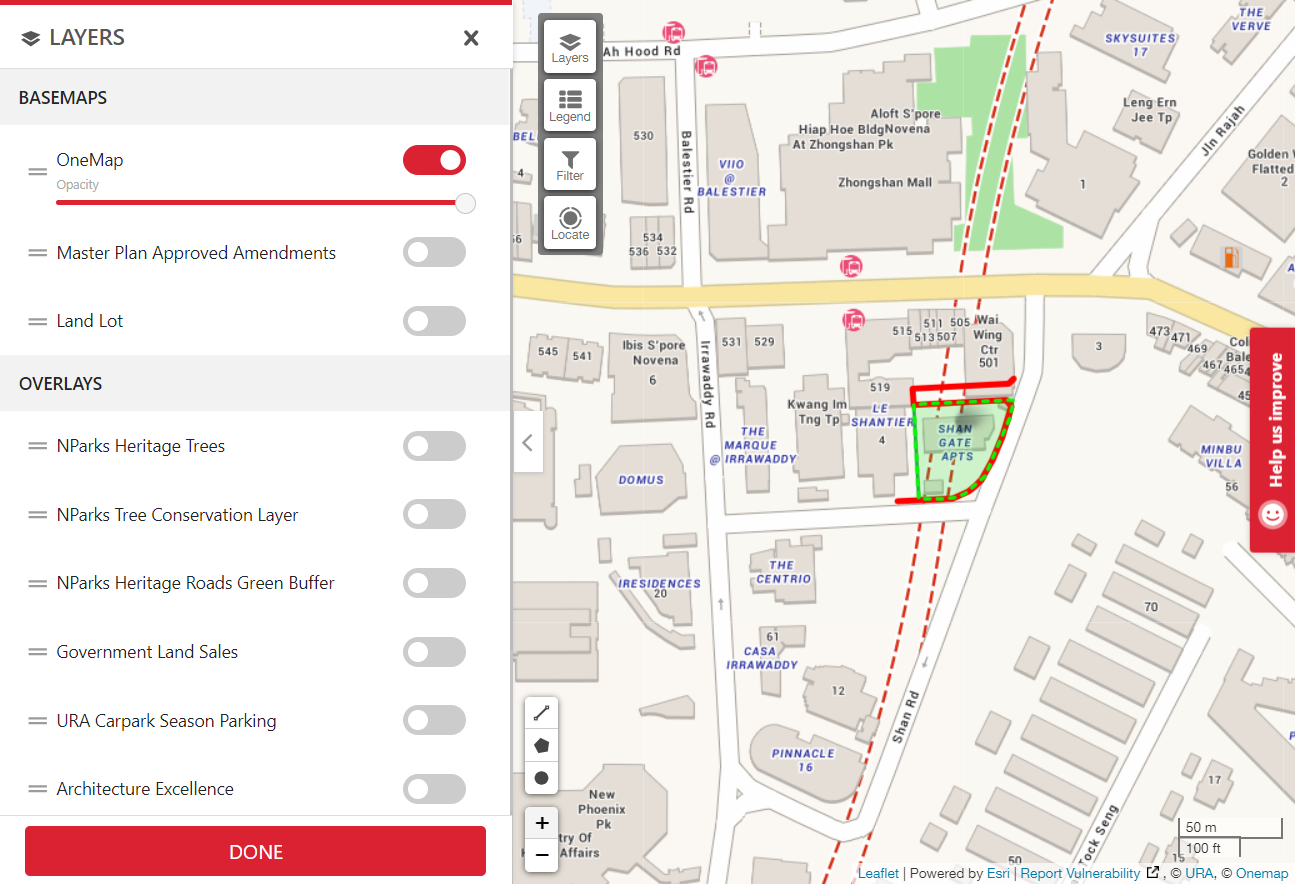 LAYERS
BASEMAPS
OneMap
Opacity
Master Plan Approved Amendments
Land Lot
OVERLAYS
NParks Heritage Trees
NParks Tree Conservation Layer
NParks Heritage Roads Green Buffer
Government Land Sales
URA Carpark Season Parking
Architecture Excellence
DONE
Layers
Legend
Filter
Locate
Ah Hood Rd
SKYSUITES
17
THE
VERVE
Leng Ern
Jee Tp
Jln Rajah
Golden
Flatted
2
Aloft S'pore
Hiap Hoe Bldg Novena
At Zhongshan Pk
Zhongshan Mall
1
530
Balestier Rd
VIIO
@
BALESTIER
BEL
4
534
536 532
56
545
541
Ibis S'pore
Novena
6
Irrawaddy Rd
531
529
515
511 505
513 507
Wai
Wing
Ctr
501
3
473
471
469
467
465
519
Kwang Im
Tng Tp
LE
SHANTIER
4
SHAN
GATE
APTS
THE
MARQUE
@ IRRAWADDY
DOMUS
MINBU
VILLA
56
Help us improve
IRESIDENCES
20
THE
CENTRIO
61
CASA
IRRAWADDY
12
70
Shan Rd
PINNACLE
16
New
Phoenix
Pk
try Of
Affairs
17
15
50
Tock Seng
+
−
50 m
100 ft
Leaflet | Powered by Esri | Report Vulnerability , © URA, © Onemap